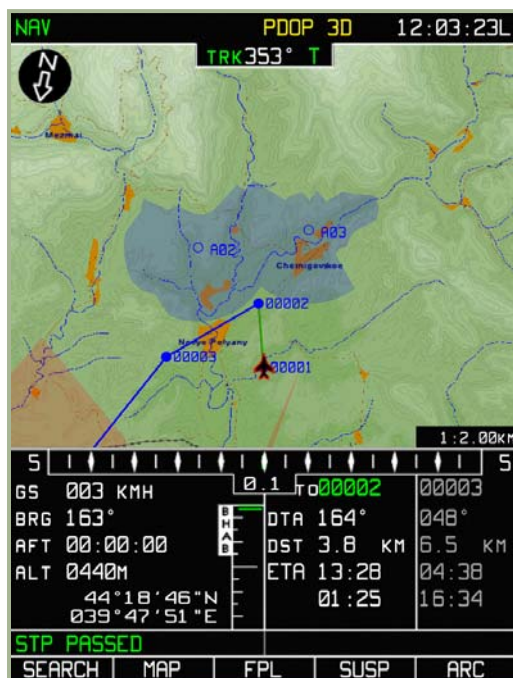 NAV PDOP 3D 12:03:23L
TRK353° T
N
Mezmai
A02
A03
Chernigovskoe
00002
Novye Polyany
00003
00001
1:2.00KM
5 5
0.1
GS 003 KMH
TO00002 00003
BRG 163°
DTA 164° 048°
AFT 00:00:00
DST 3.8 KM 6.5 KM
ALT 0440M
ETA 13:28 04:38
44°18'46"N
01:25 16:34
039°47'51"E
B
H
A
B
STP PASSED
SEARCH MAP FPL SUSP ARC